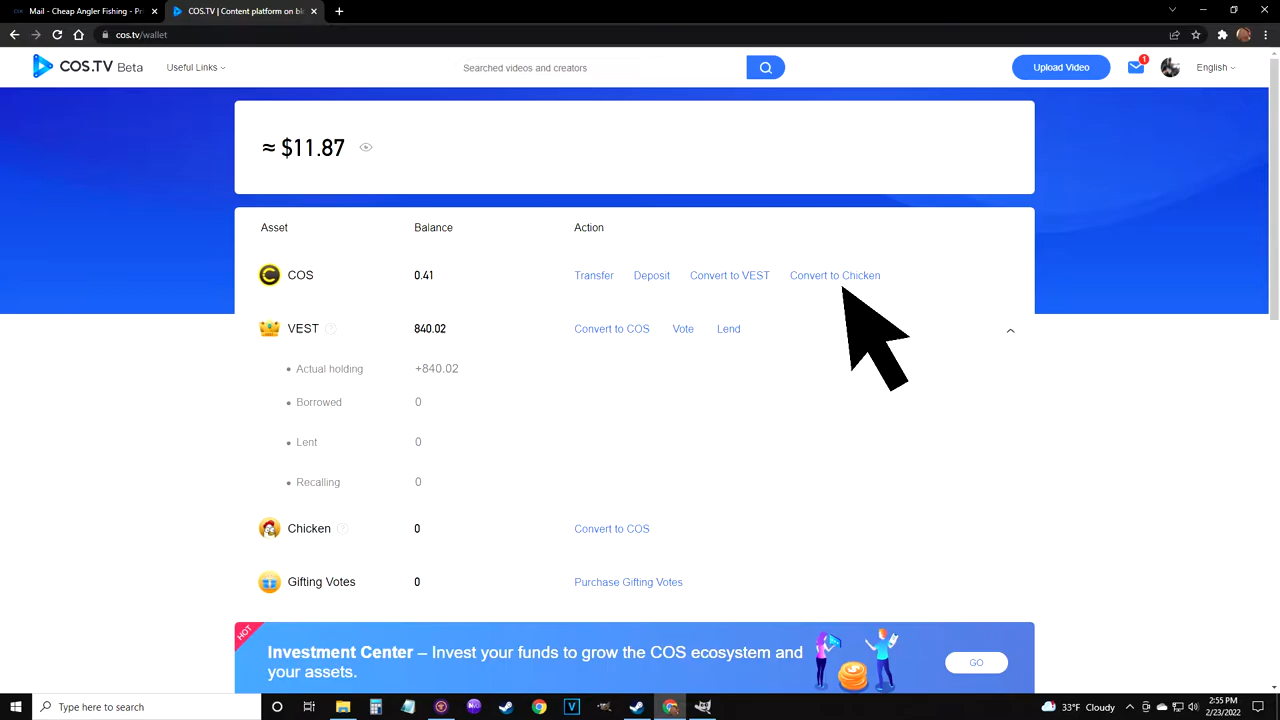 Mail - Cheap Angler Fishing - Pri
COS.TV | Content platform on blo
cos.tv/wallet
COS.TV Beta
Useful Links
Searched videos and creators
Upload Video
1
English
≈ $11.87
Asset Balance Action
COS 0.41 Transfer Deposit Convert to VEST Convert to Chicken
VEST ? 840.02 Convert to COS Vote Lend
• Actual holding +840.02
• Borrowed 0
• Lent 0
• Recalling 0
Chicken ? 0 Convert to COS
Gifting Votes 0 Purchase Gifting Votes
HOT
Investment Center – Invest your funds to grow the COS ecosystem and
your assets.
GO
Type here to search
33°F Cloudy
2:55 PM
2/23/2022